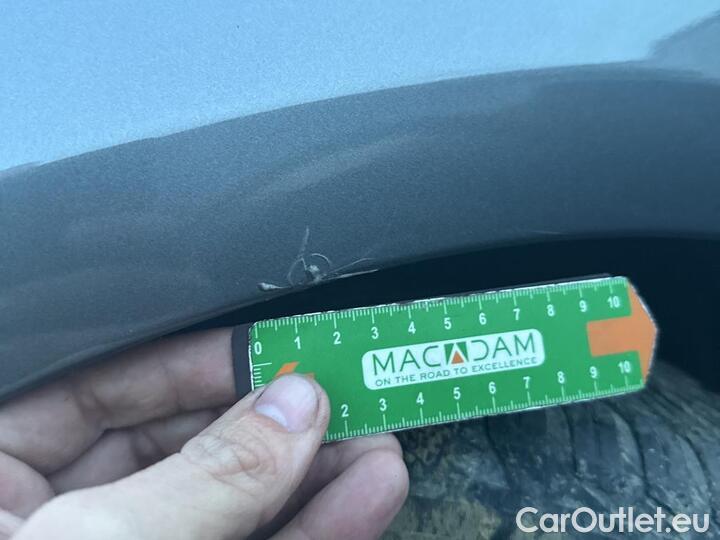 0 1 2 3 4 5 6 7 8 9 10
MACADAM
ON THE ROAD TO EXCELLENCE
2 3 4 5 6 7 8 9 10
CarOutlet.eu